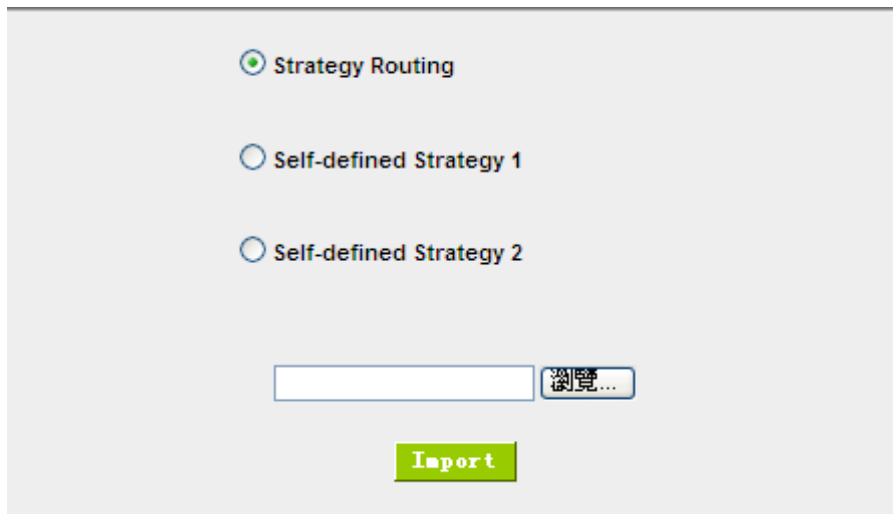 Strategy Routing
Self-defined Strategy 1
Self-defined Strategy 2
瀏覽...
Import